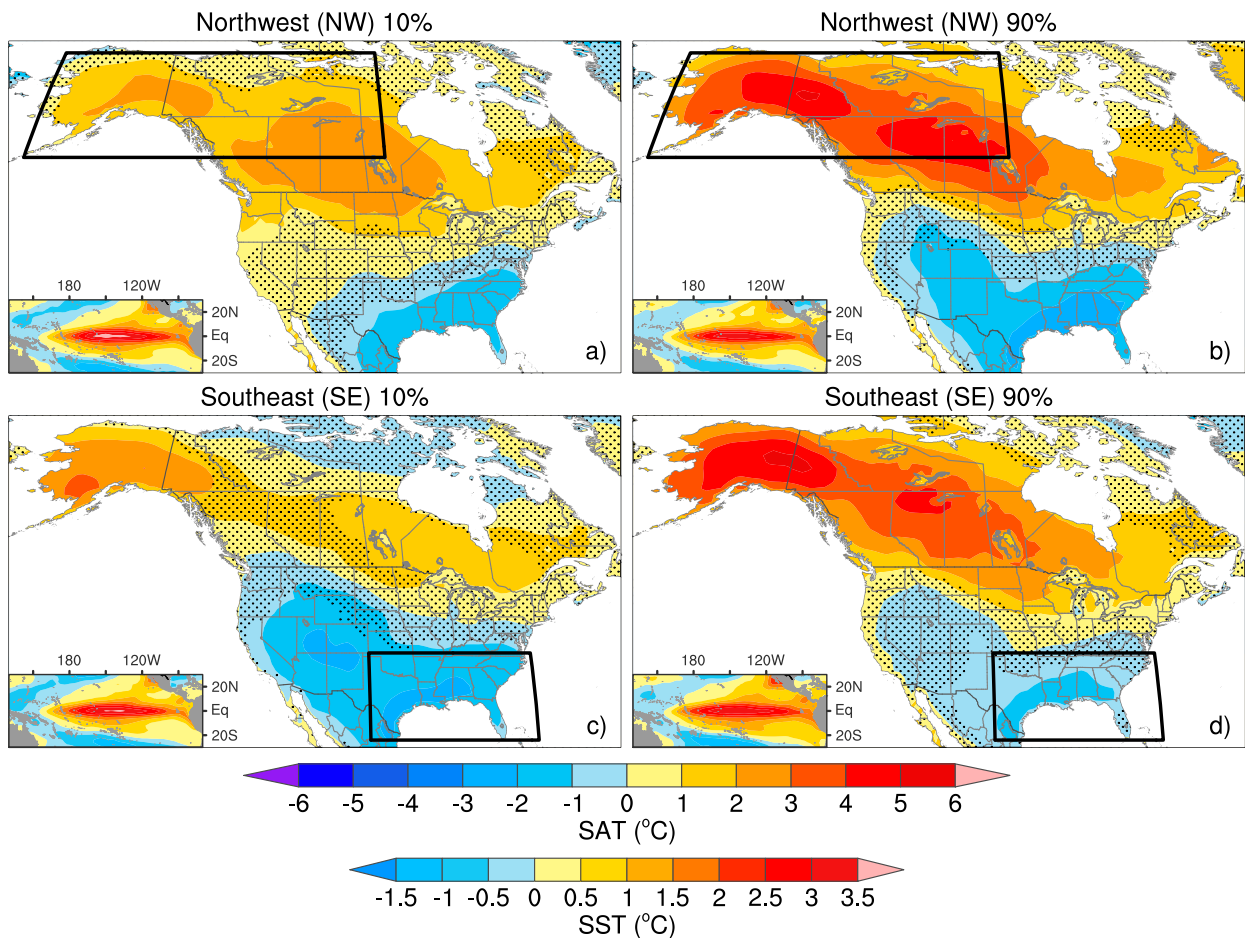 Northwest (NW) 10%
Northwest (NW) 90%
180 120W
20N
Eq
20S
a)
180 120W
20N
Eq
20S
b)
Southeast (SE) 10%
Southeast (SE) 90%
180 120W
20N
Eq
20S
c)
180 120W
20N
Eq
20S
d)
-6 -5 -4 -3 -2 -1 0 1 2 3 4 5 6
SAT (°C)
-1.5 -1 -0.5 0 0.5 1 1.5 2 2.5 3 3.5
SST (°C)